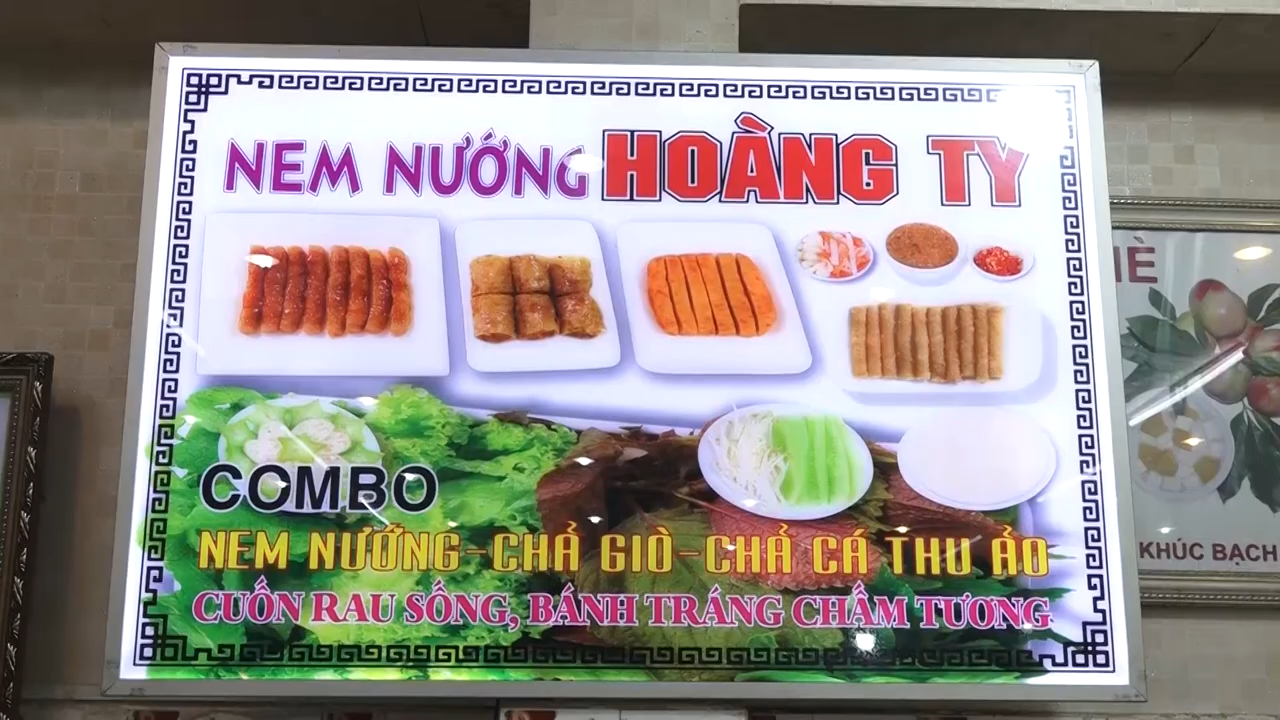 NEM NƯỚNG HOÀNG TY
COMBO
NEM NƯỚNG-CHẢ GIÒ-CHẢ CÁ THU ẢO
CUỐN RAU SỐNG, BÁNH TRÁNG CHẤM TƯƠNG
KHÚC BẠCH